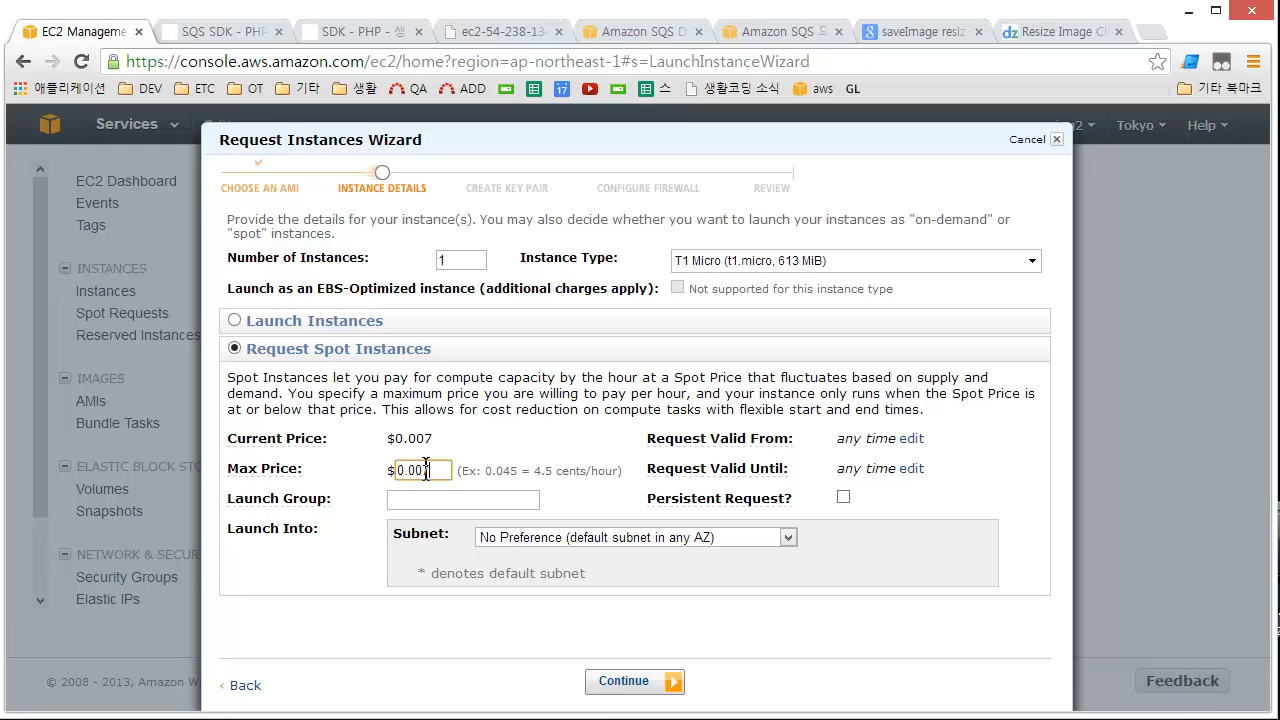 EC2 Manageme
SQS SDK - PHP
SDK - PHP - 생
ec2-54-238-13-
Amazon SQS D
Amazon SQS
saveImage resiz
Resize Image Cl
https://console.aws.amazon.com/ec2/home?region=ap-northeast-1#s=LaunchInstanceWizard
애플리케이션 DEV ETC OT 기타 생활 QA ADD 17 스 생활코딩 소식 aws GL 기타 북마크
Services Tokyo Help
Request Instances Wizard
Cancel
CHOOSE AN AMI INSTANCE DETAILS CREATE KEY PAIR CONFIGURE FIREWALL REVIEW
EC2 Dashboard
Events
Tags
INSTANCES
Instances
Spot Requests
Reserved Instances
IMAGES
AMIs
Bundle Tasks
ELASTIC BLOCK STO
Volumes
Snapshots
NETWORK & SECUR
Security Groups
Elastic IPs
Provide the details for your instance(s). You may also decide whether you want to launch your instances as "on-demand" or
"spot" instances.
Number of Instances: 1 Instance Type: T1 Micro (t1.micro, 613 MiB)
Launch as an EBS-Optimized instance (additional charges apply): Not supported for this instance type
Launch Instances
Request Spot Instances
Spot Instances let you pay for compute capacity by the hour at a Spot Price that fluctuates based on supply and
demand. You specify a maximum price you are willing to pay per hour, and your instance only runs when the Spot Price is
at or below that price. This allows for cost reduction on compute tasks with flexible start and end times.
Current Price: $0.007 Request Valid From: any time edit
Max Price: $ (Ex: 0.045 = 4.5 cents/hour) Request Valid Until: any time edit
Launch Group: Persistent Request?
Launch Into: Subnet: No Preference (default subnet in any AZ)
* denotes default subnet
‹ Back
Continue
© 2008 - 2013, Amazon W
Feedback